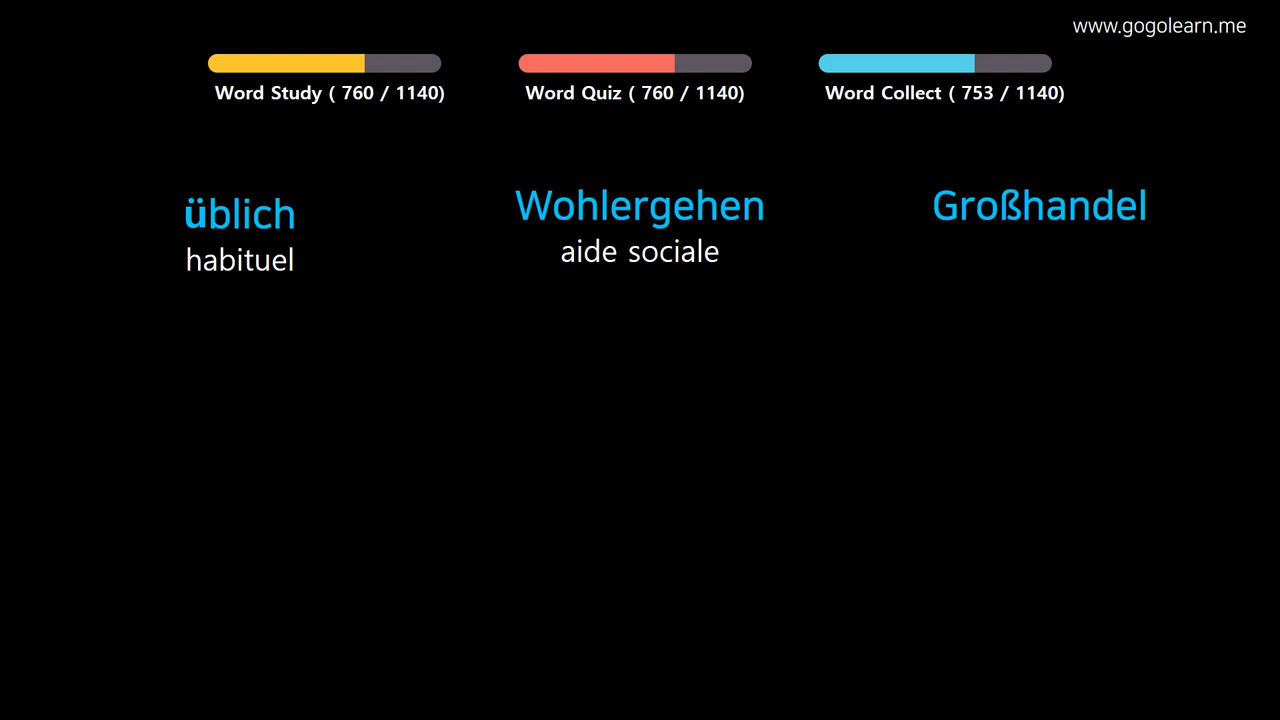 www.gogolearn.me
Word Study ( 760 / 1140)
Word Quiz ( 760 / 1140)
Word Collect ( 753 / 1140)
üblich
habituel
Wohlergehen
aide sociale
Großhandel